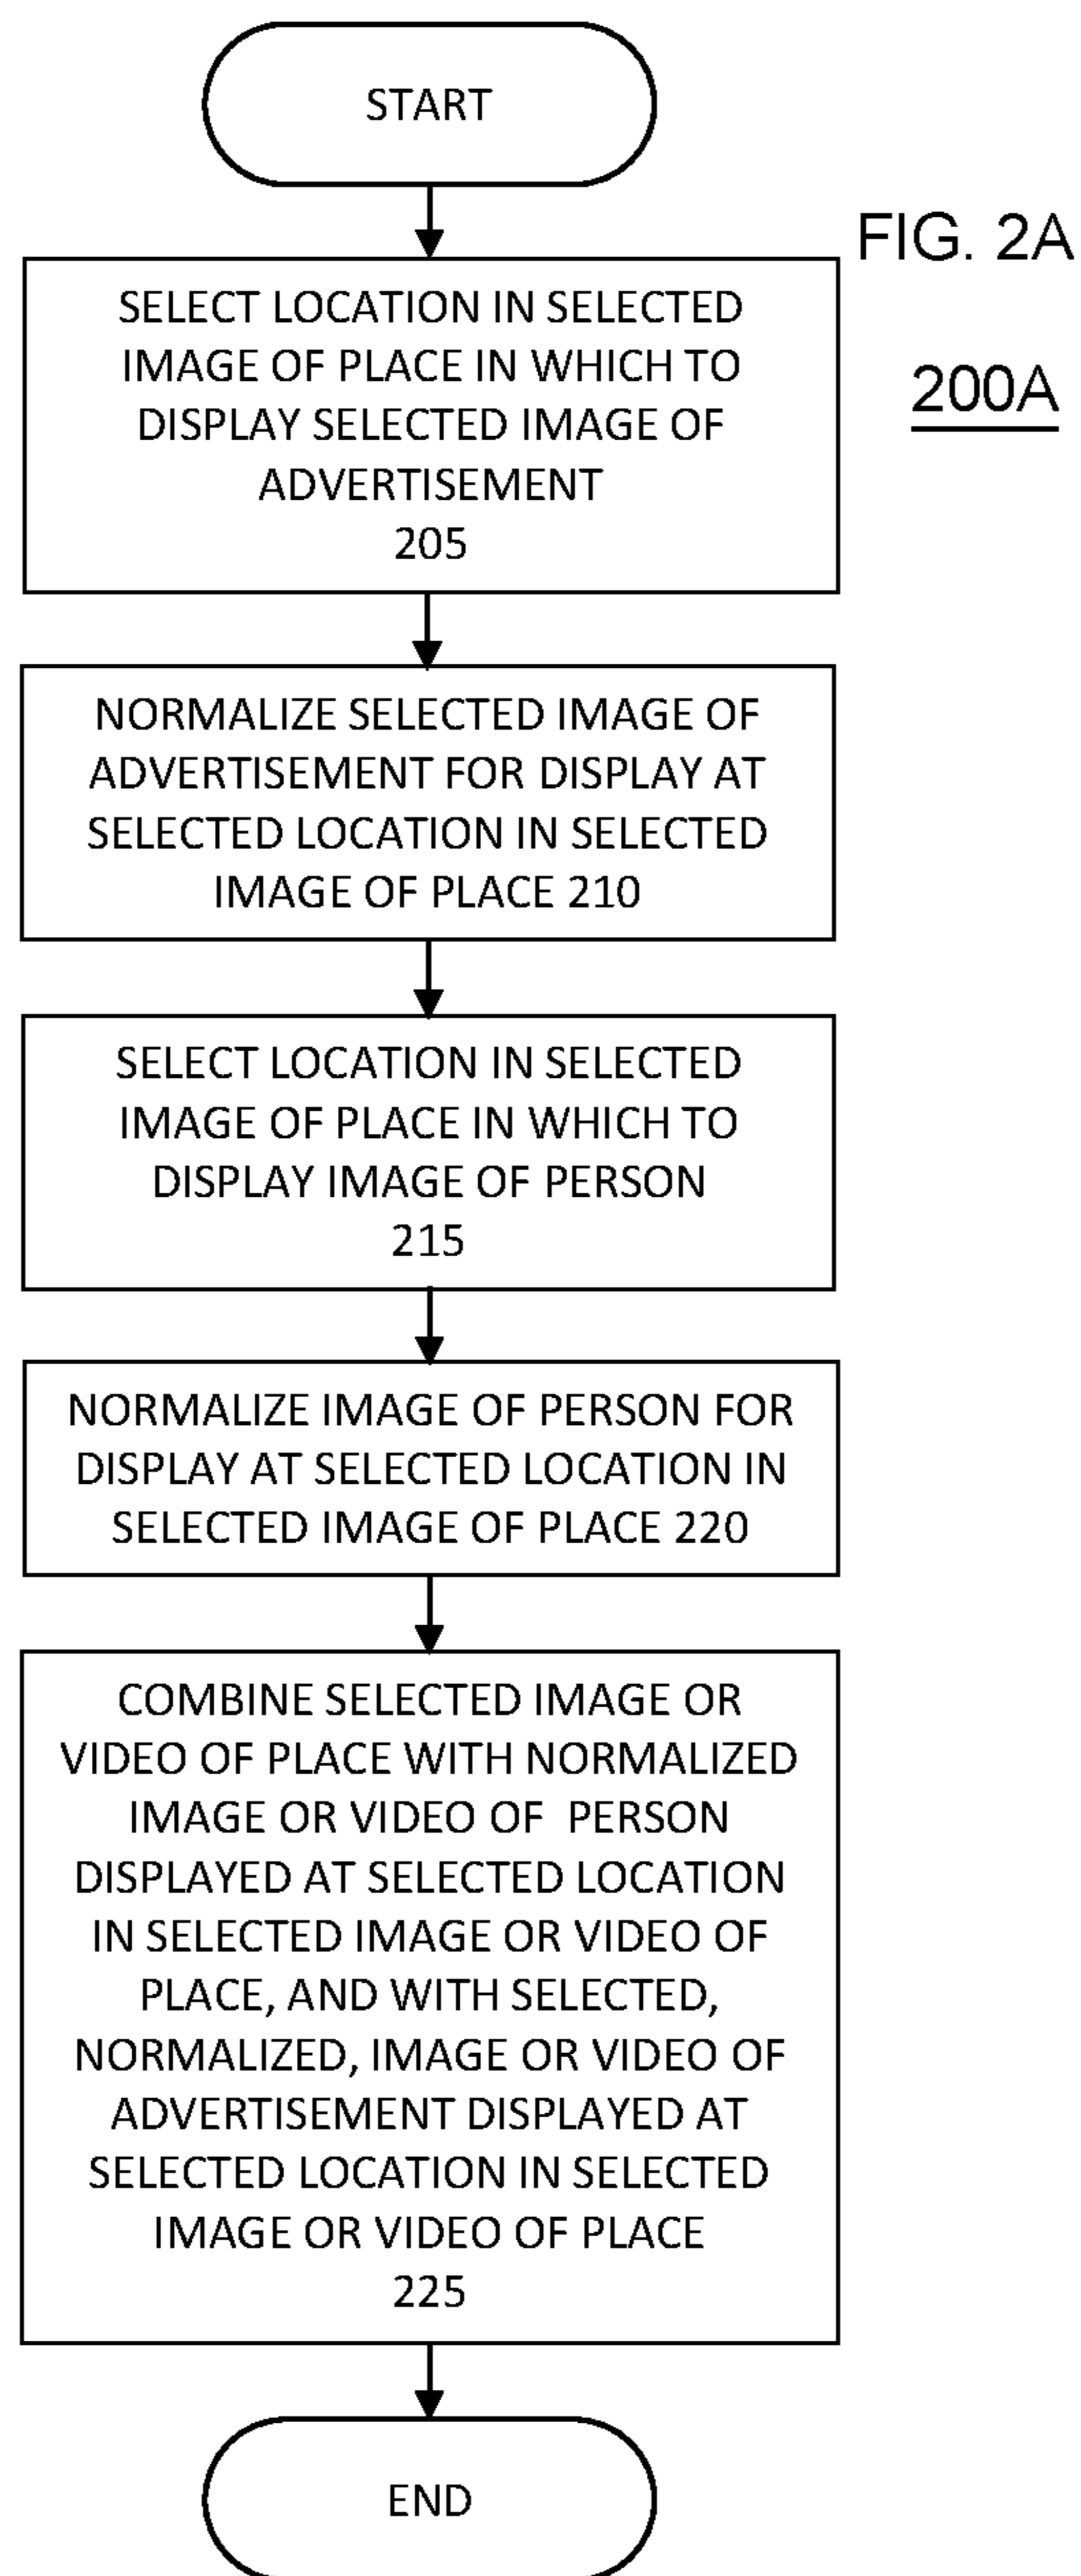 START
FIG. 2A
200A
SELECT LOCATION IN SELECTED
IMAGE OF PLACE IN WHICH TO
DISPLAY SELECTED IMAGE OF
ADVERTISEMENT
205
NORMALIZE SELECTED IMAGE OF
ADVERTISEMENT FOR DISPLAY AT
SELECTED LOCATION IN SELECTED
IMAGE OF PLACE 210
SELECT LOCATION IN SELECTED
IMAGE OF PLACE IN WHICH TO
DISPLAY IMAGE OF PERSON
215
NORMALIZE IMAGE OF PERSON FOR
DISPLAY AT SELECTED LOCATION IN
SELECTED IMAGE OF PLACE 220
COMBINE SELECTED IMAGE OR
VIDEO OF PLACE WITH NORMALIZED
IMAGE OR VIDEO OF PERSON
DISPLAYED AT SELECTED LOCATION
IN SELECTED IMAGE OR VIDEO OF
PLACE, AND WITH SELECTED,
NORMALIZED, IMAGE OR VIDEO OF
ADVERTISEMENT DISPLAYED AT
SELECTED LOCATION IN SELECTED
IMAGE OR VIDEO OF PLACE
225
END